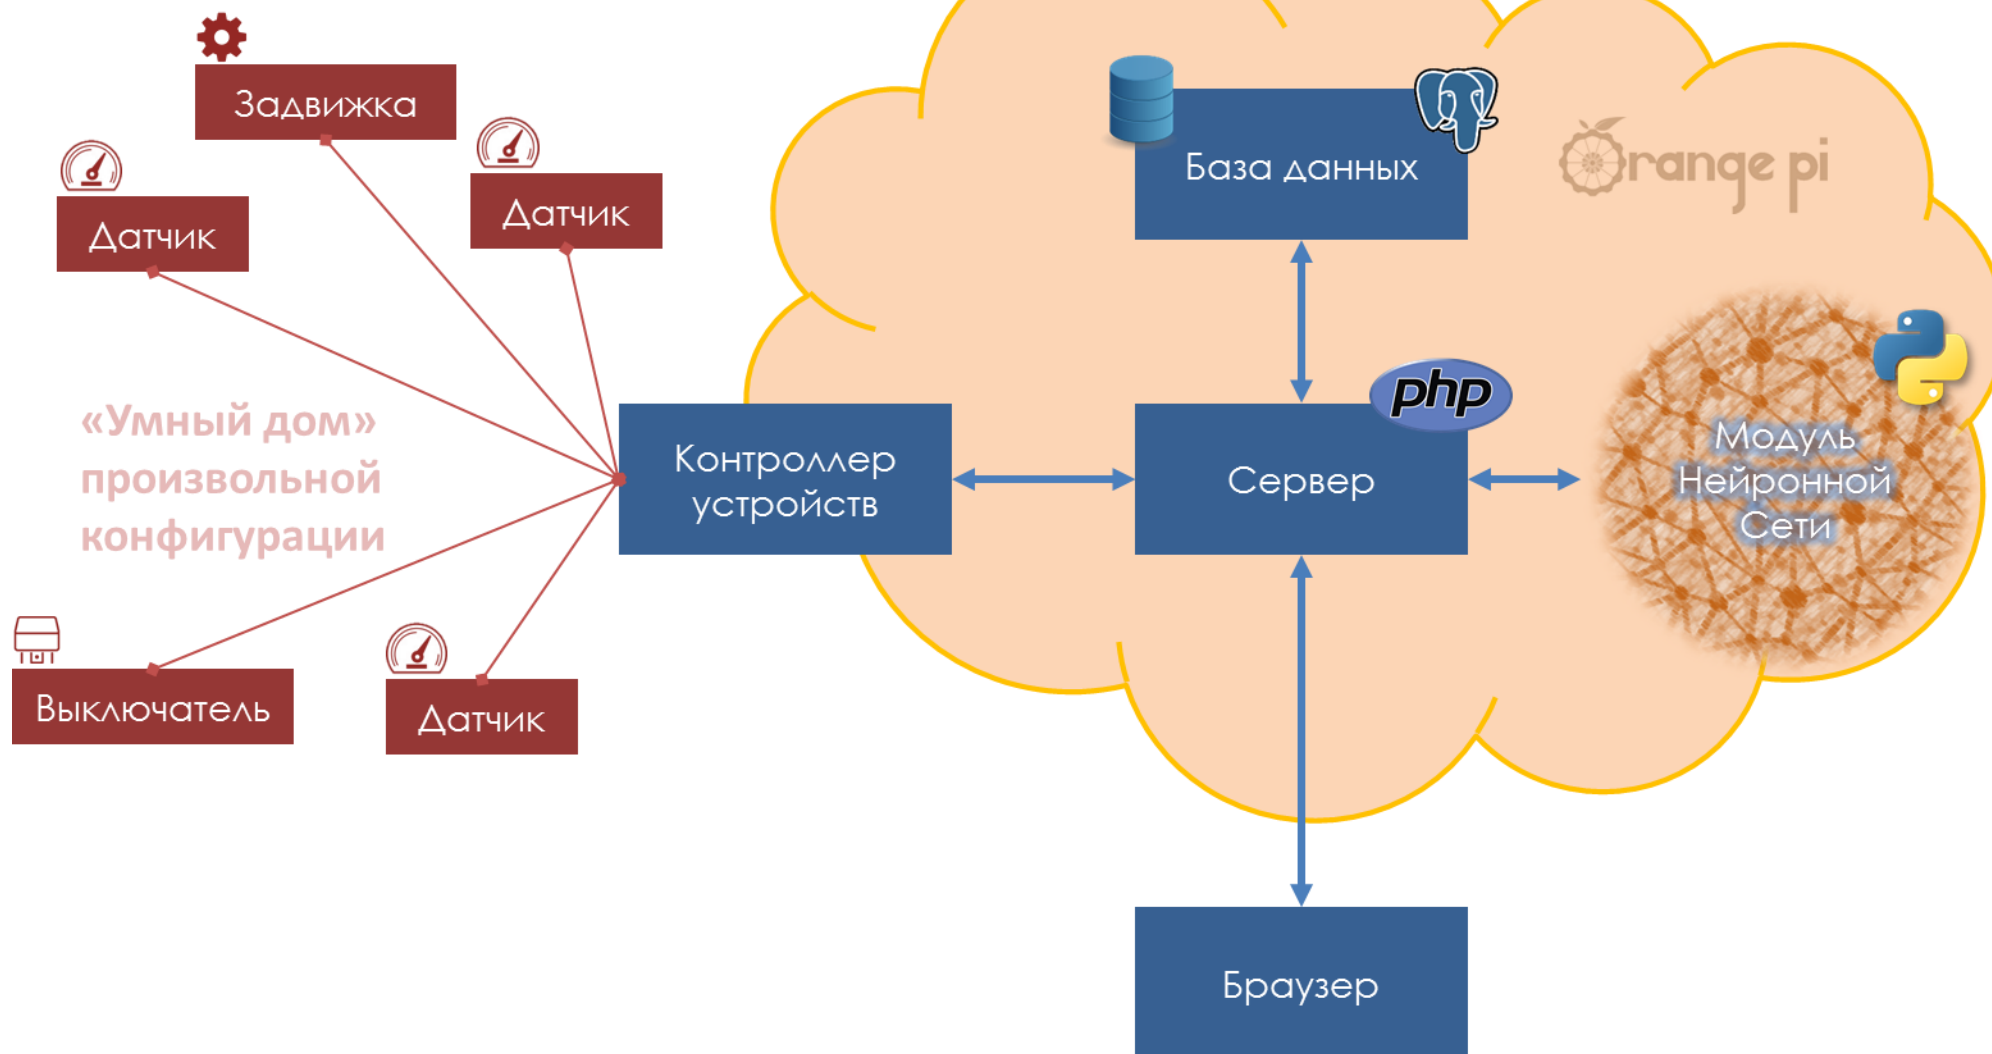 Задвижка
Датчик
Датчик
«Умный дом»
произвольной
конфигурации
Выключатель
Датчик
Контроллер
устройств
База данных
Orange pi
php
Сервер
Модуль
Нейронной
Сети
Браузер